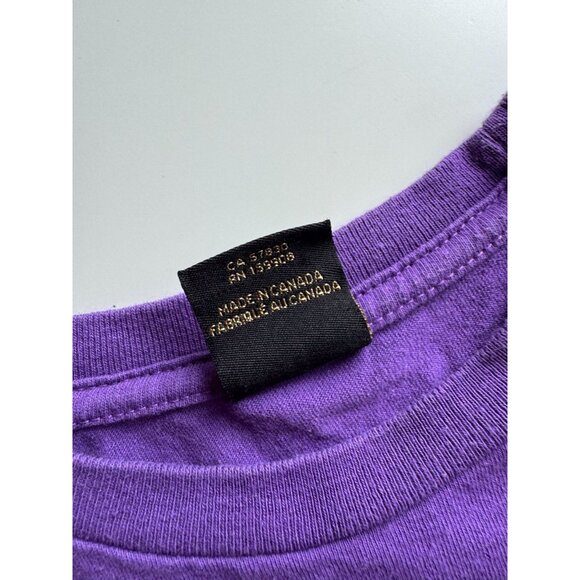 CA 57830
RN 139908
MADE IN CANADA
FABRIQUÉ AU CANADA